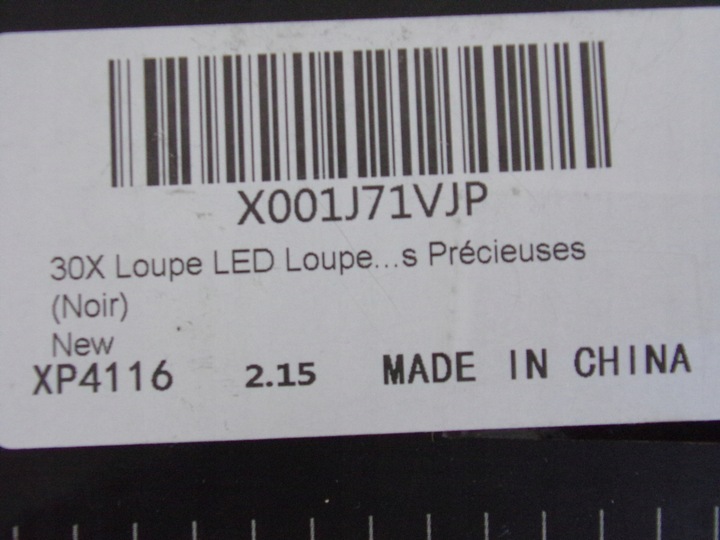 X001J71VJP
30X Loupe LED Loupe...s Précieuses
(Noir)
New
XP4116 2.15 MADE IN CHINA